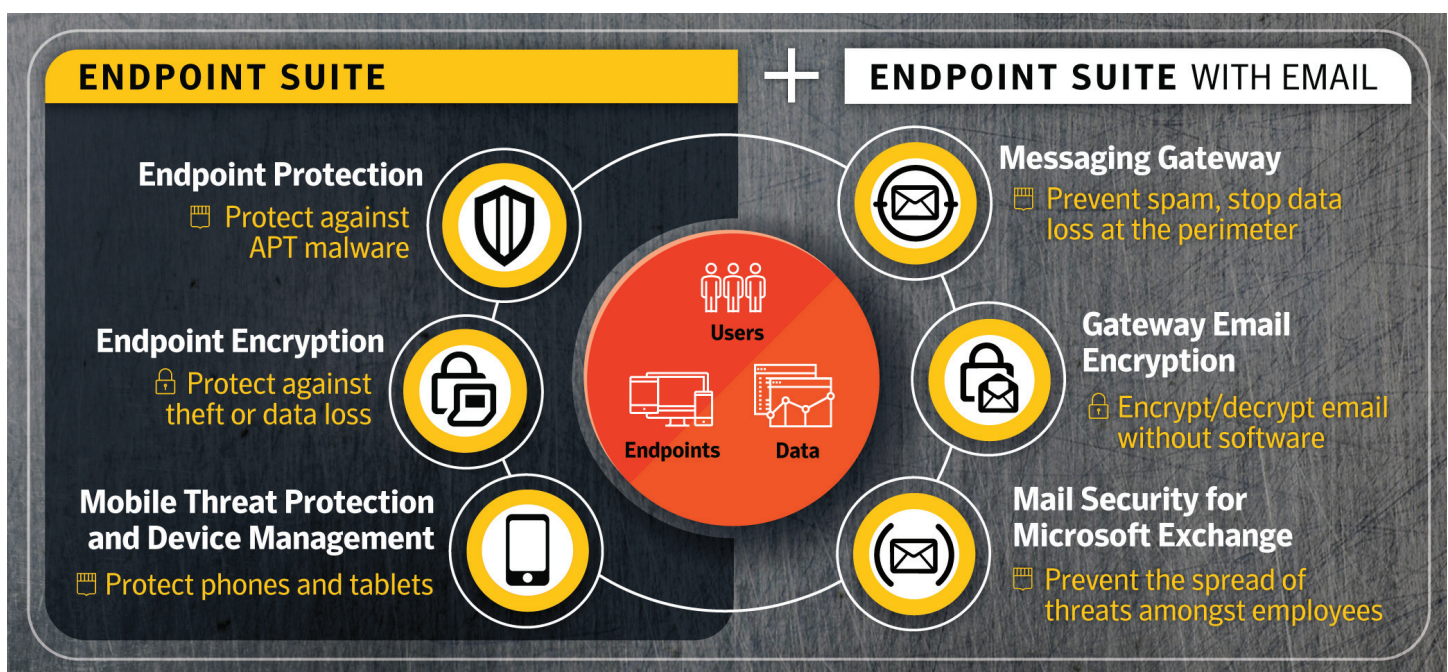 ENDPOINT SUITE
+
ENDPOINT SUITE WITH EMAIL
Endpoint Protection
Protect against
APT malware
Endpoint Encryption
Protect against
theft or data loss
Mobile Threat Protection
and Device Management
Protect phones and tablets
Users
Endpoints
Data
Messaging Gateway
Prevent spam, stop data
loss at the perimeter
Gateway Email
Encryption
Encrypt/decrypt email
without software
Mail Security for
Microsoft Exchange
Prevent the spread of
threats amongst employees